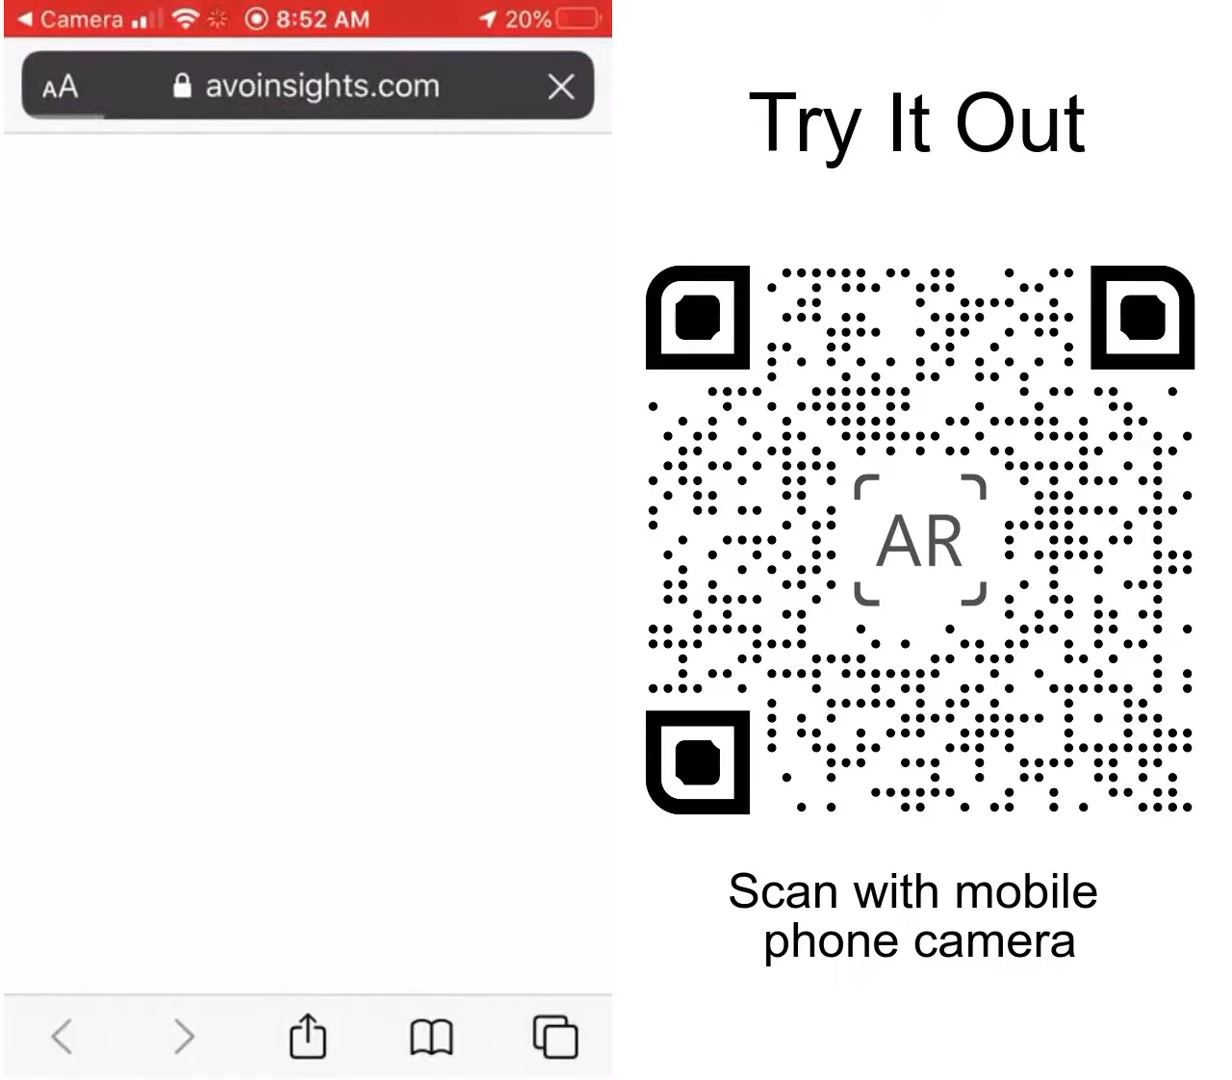 Camera 8:52 AM 20%
AA avoinsights.com
Try It Out
AR
Scan with mobile
phone camera